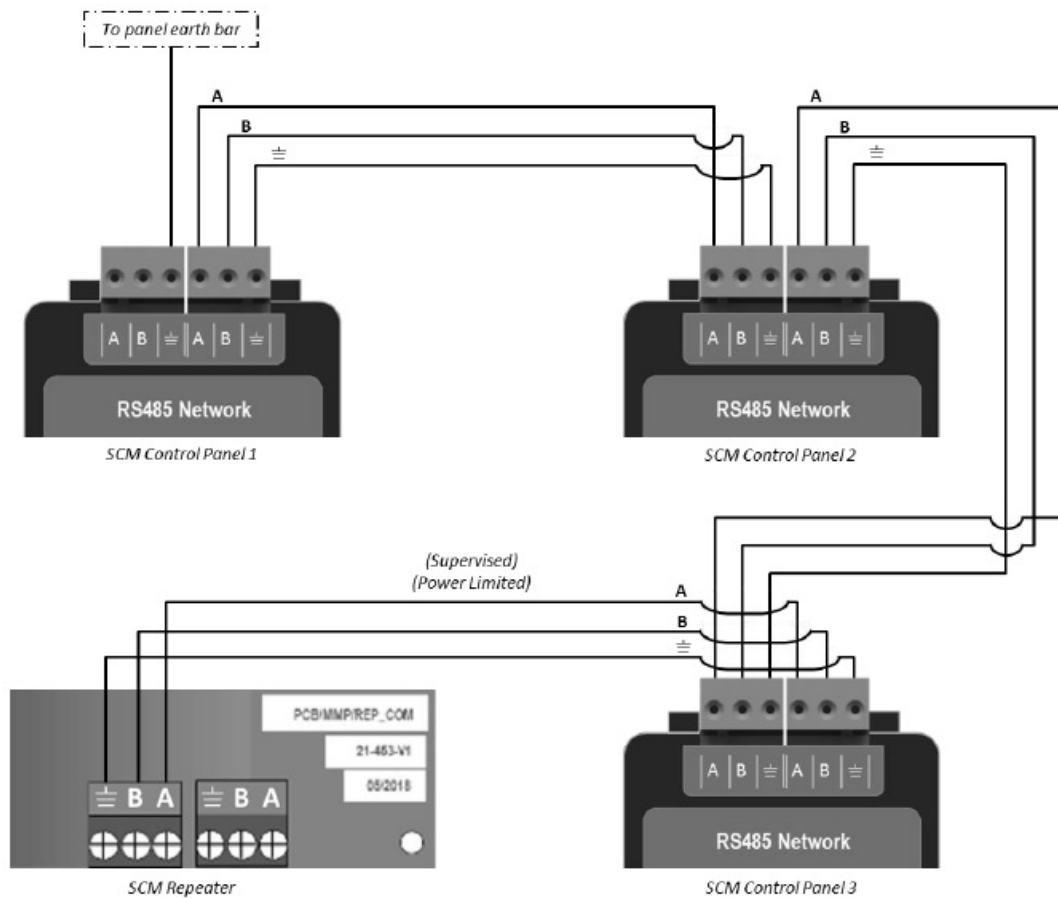 To panel earth bar
A
B
A
B
A B A B
RS485 Network
SCM Control Panel 1
A B A B
RS485 Network
SCM Control Panel 2
(Supervised)
(Power Limited)
A
B
PCB/MMP/REP_COM
21-453-V1
05/2018
B A B A
SCM Repeater
A B A B
RS485 Network
SCM Control Panel 3